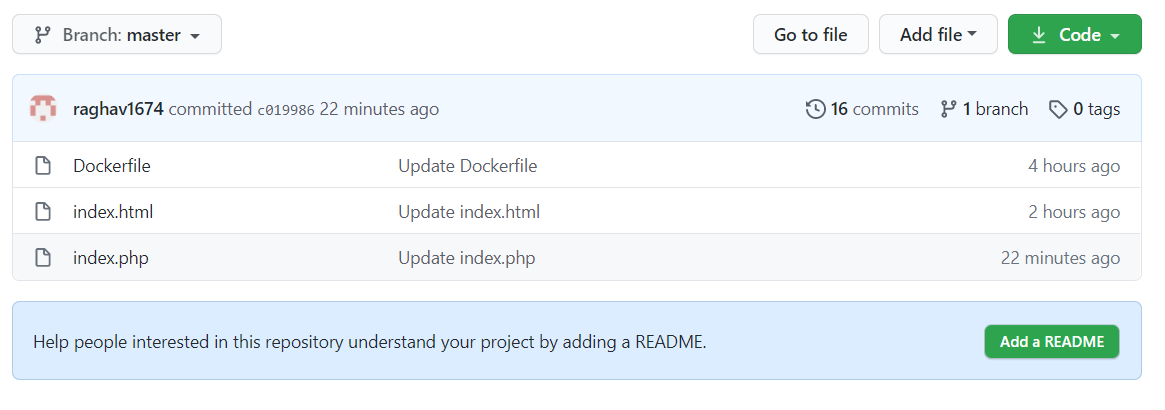 Branch: master Go to file Add file Code
raghav1674 committed c019986 22 minutes ago 16 commits 1 branch 0 tags
Dockerfile Update Dockerfile 4 hours ago
index.html Update index.html 2 hours ago
index.php Update index.php 22 minutes ago
Help people interested in this repository understand your project by adding a README. Add a README